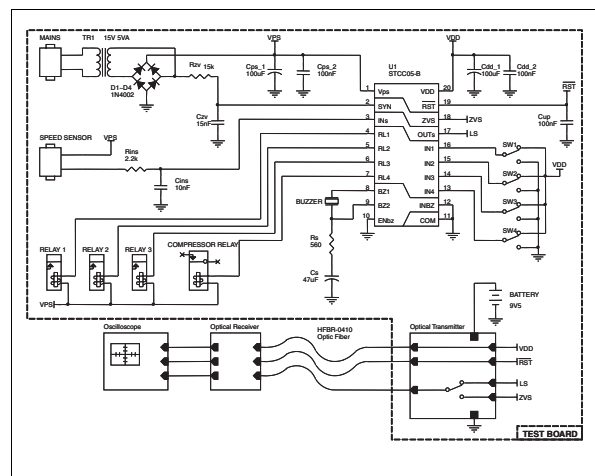 MAINS
TR1 15V 5VA
D1-D4
1N4002
Rzv 15k
Czv
15nF
VPS
Cps_1
100uF
Cps_2
100nF
U1
STCC05-B
VDD
Cdd_1
100uF
Cdd_2
100nF
RST
Cup
100nF
1 Vps VDD 20
2 SYN RST 19
3 INs ZVS 18 ZVS
4 RL1 OUTs 17 LS
5 RL2 IN1 16
6 RL3 IN2 15
7 RL4 IN3 14
8 BZ1 IN4 13
9 BZ2 INBZ 12
10 ENbz COM 11
SW1
SW2
SW3
SW4
VDD
SPEED SENSOR
VPS
Rins
2.2k
Cins
10nF
BUZZER
Rs
560
Cs
47uF
RELAY 1
RELAY 2
RELAY 3
COMPRESSOR RELAY
VPS
BATTERY
9V5
Oscilloscope
Optical Receiver
HFBR-0410
Optic Fiber
Optical Transmitter
VDD
RST
LS
ZVS
TEST BOARD